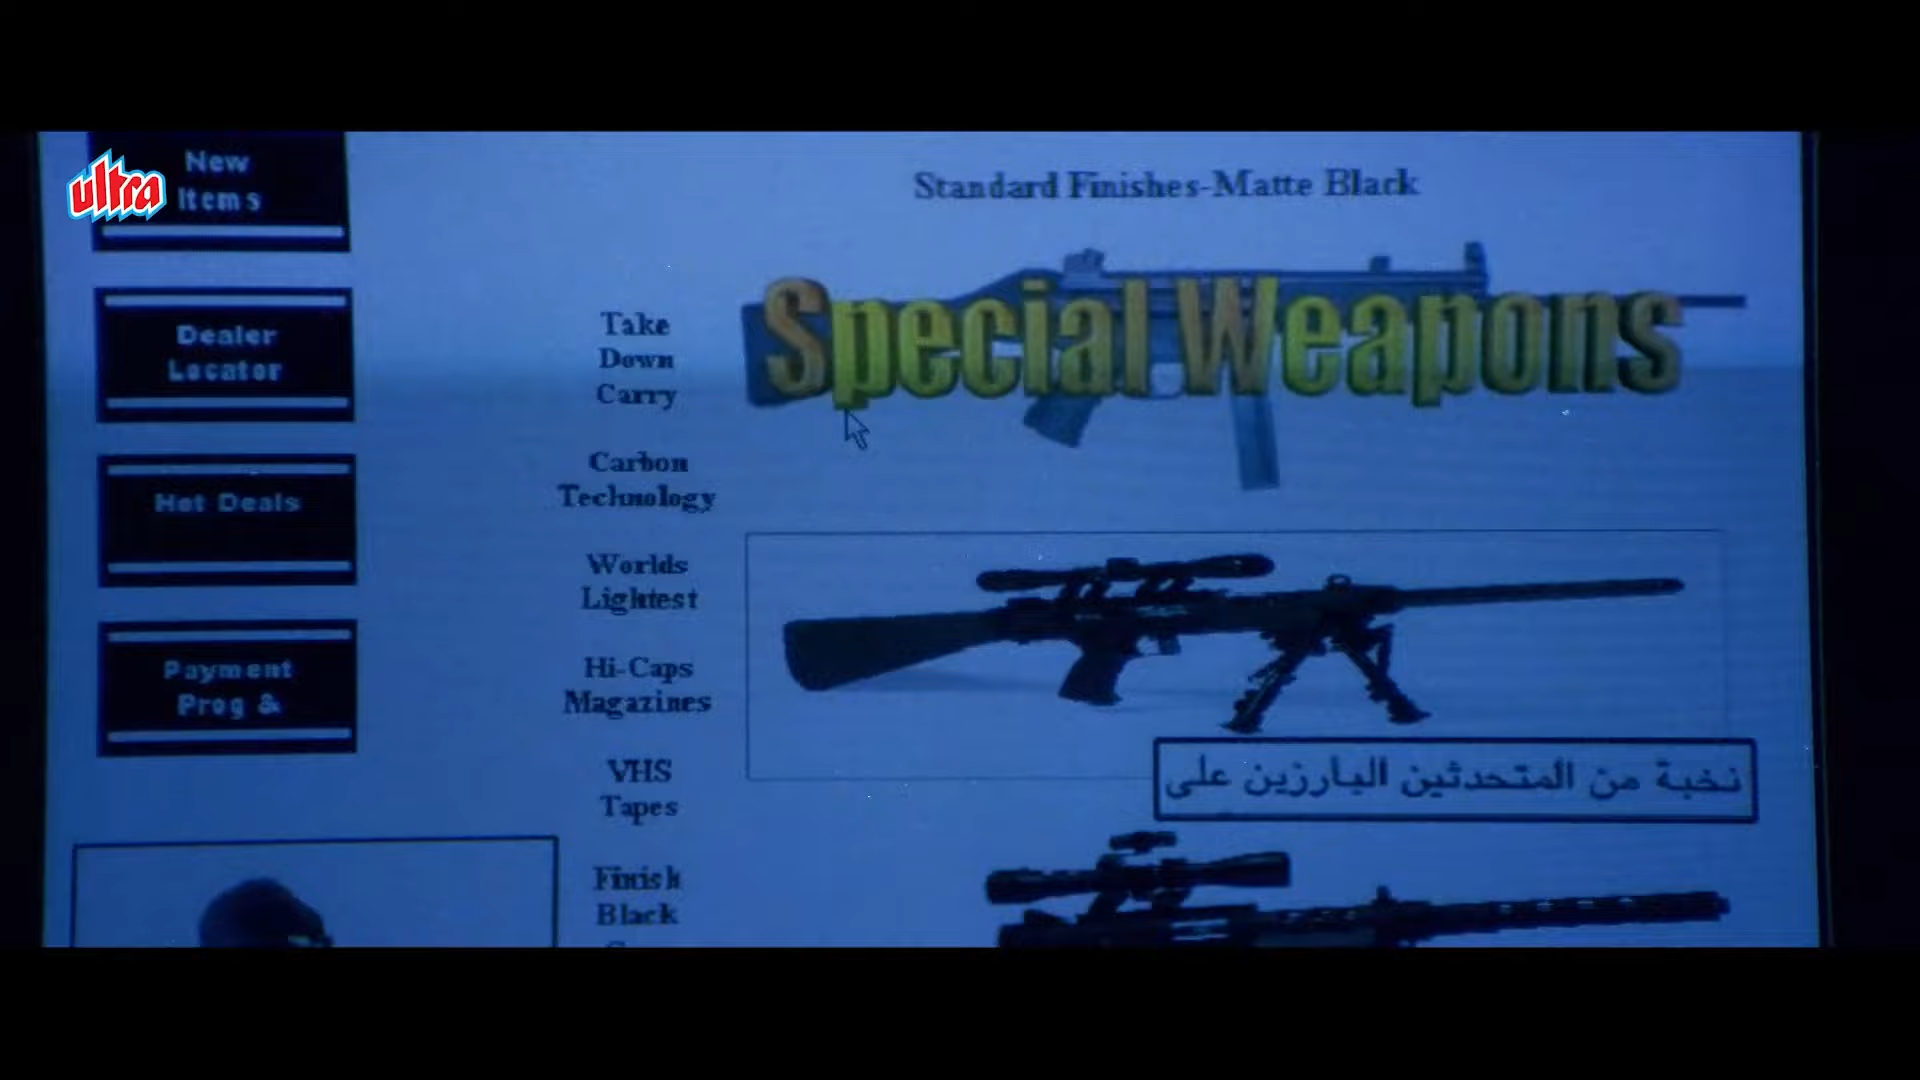 ultra
New
Items
Standard Finishes-Matte Black
Special Weapons
Dealer
Locator
Take
Down
Carry
Hot Deals
Carbon
Technology
Worlds
Lightest
Payment
Prog &
Hi-Caps
Magazines
VHS
Tapes
نخبة من المتحدثين البارزين على
Finish
Black